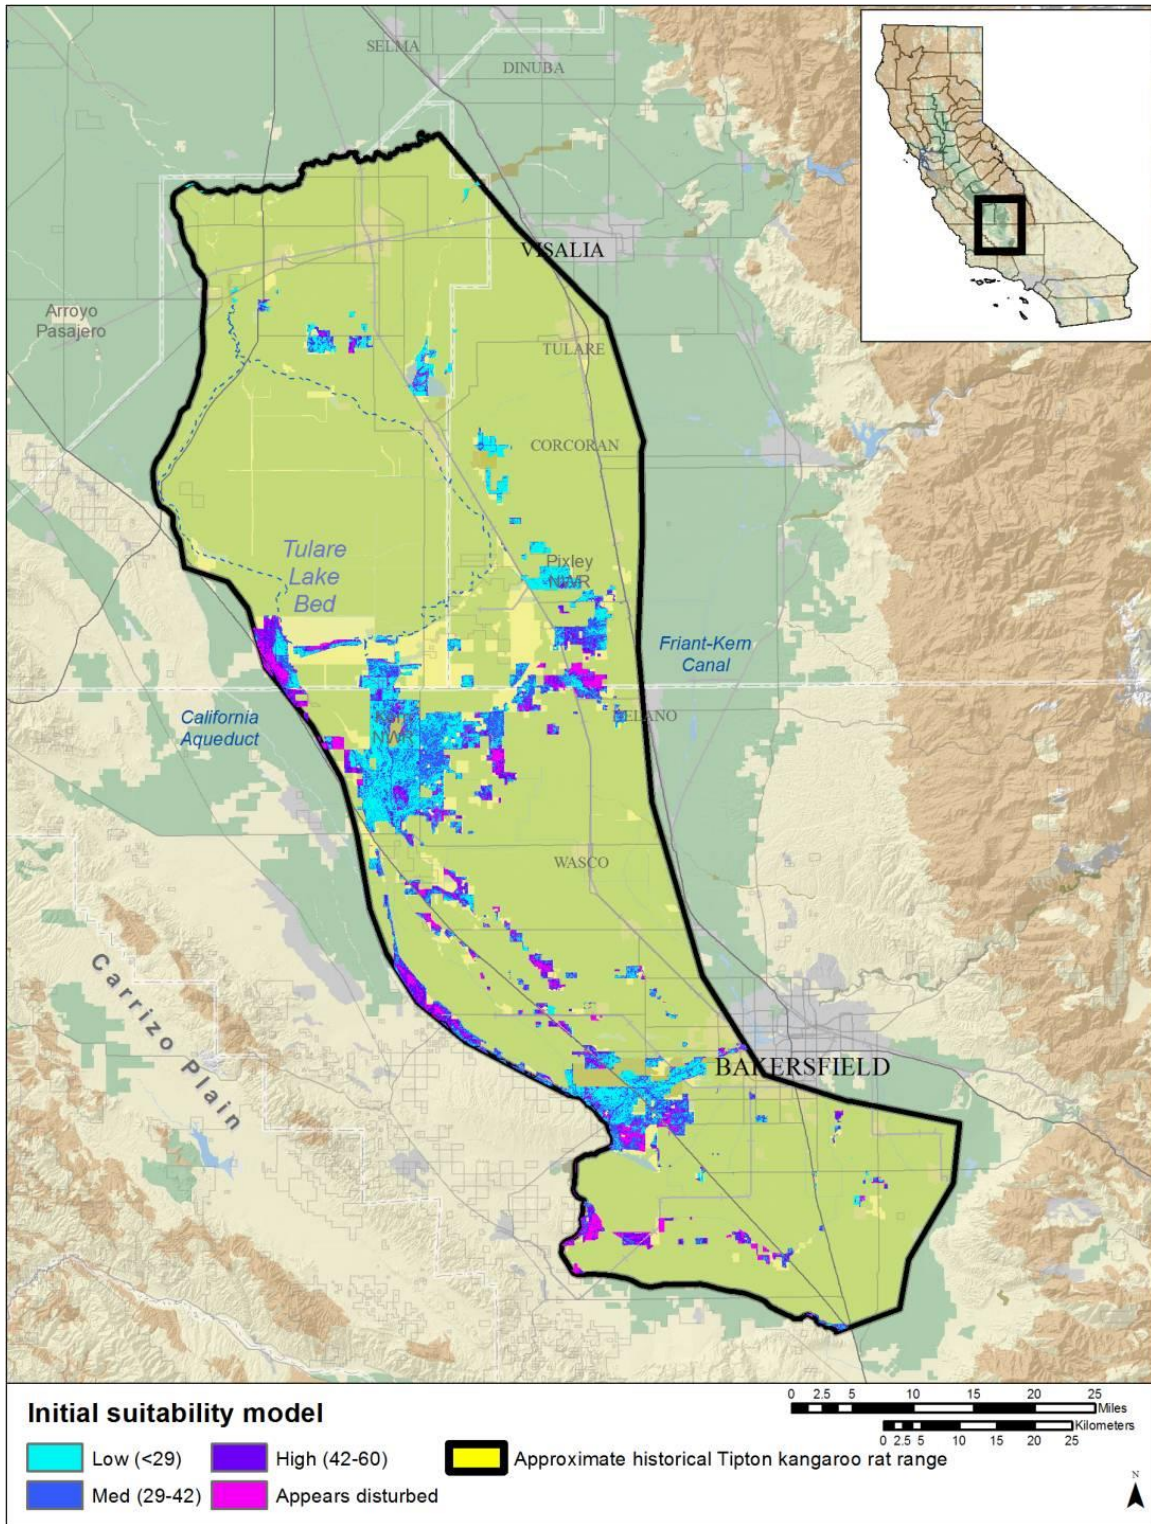 SELMA
DINUBA
VISALIA
Arroyo
Pasajero
TULARE
CORCORAN
Tulare
Lake
Bed
Pixley
NWR
Friant-Kern
Canal
California
Aqueduct
Kern
NWR
DELANO
WASCO
Carrizo Plain
BAKERSFIELD
Initial suitability model
Low (<29)
High (42-60)
Approximate historical Tipton kangaroo rat range
Med (29-42)
Appears disturbed
0 2.5 5 10 15 20 25
Miles
Kilometers
0 2.5 5 10 15 20 25
N